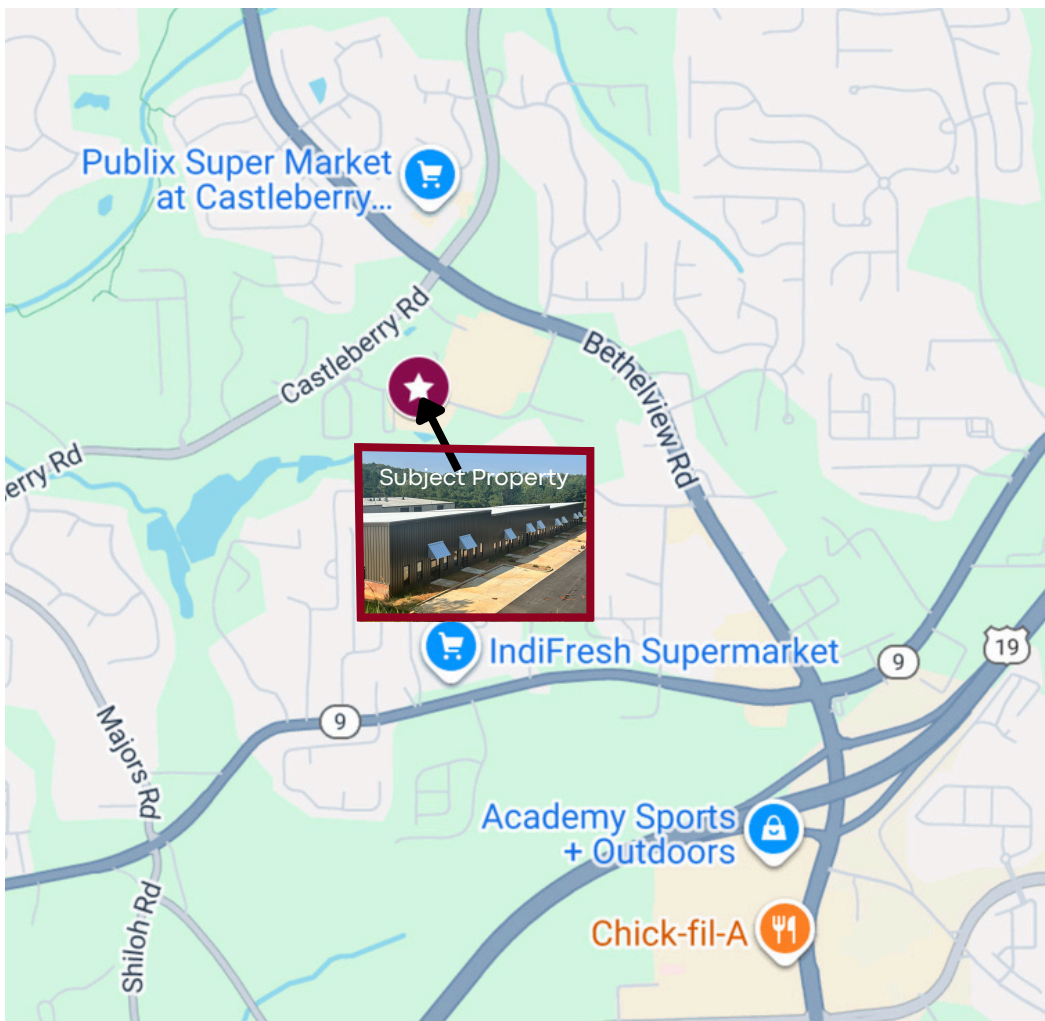 Publix Super Market
at Castleberry...
Castleberry Rd
Bethelview Rd
erry Rd
Subject Property
IndiFresh Supermarket
9
19
9
Majors Rd
Academy Sports
+ Outdoors
Shiloh Rd
Chick-fil-A